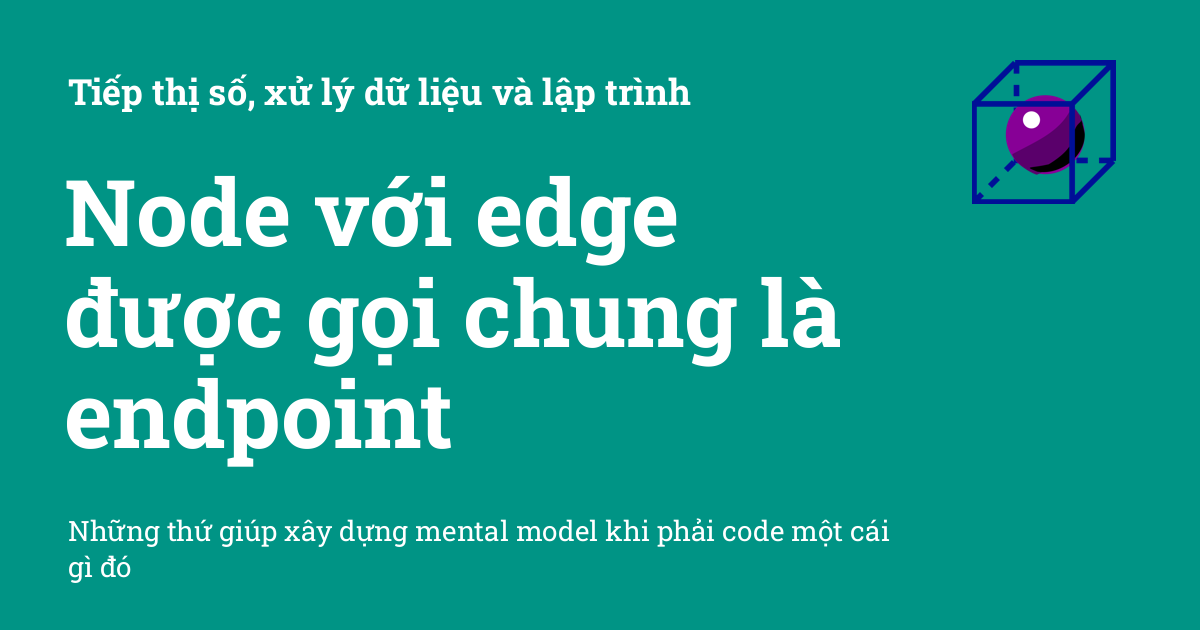 Tiếp thị số, xử lý dữ liệu và lập trình
Node với edge
được gọi chung là
endpoint
Những thứ giúp xây dựng mental model khi phải code một cái
gì đó